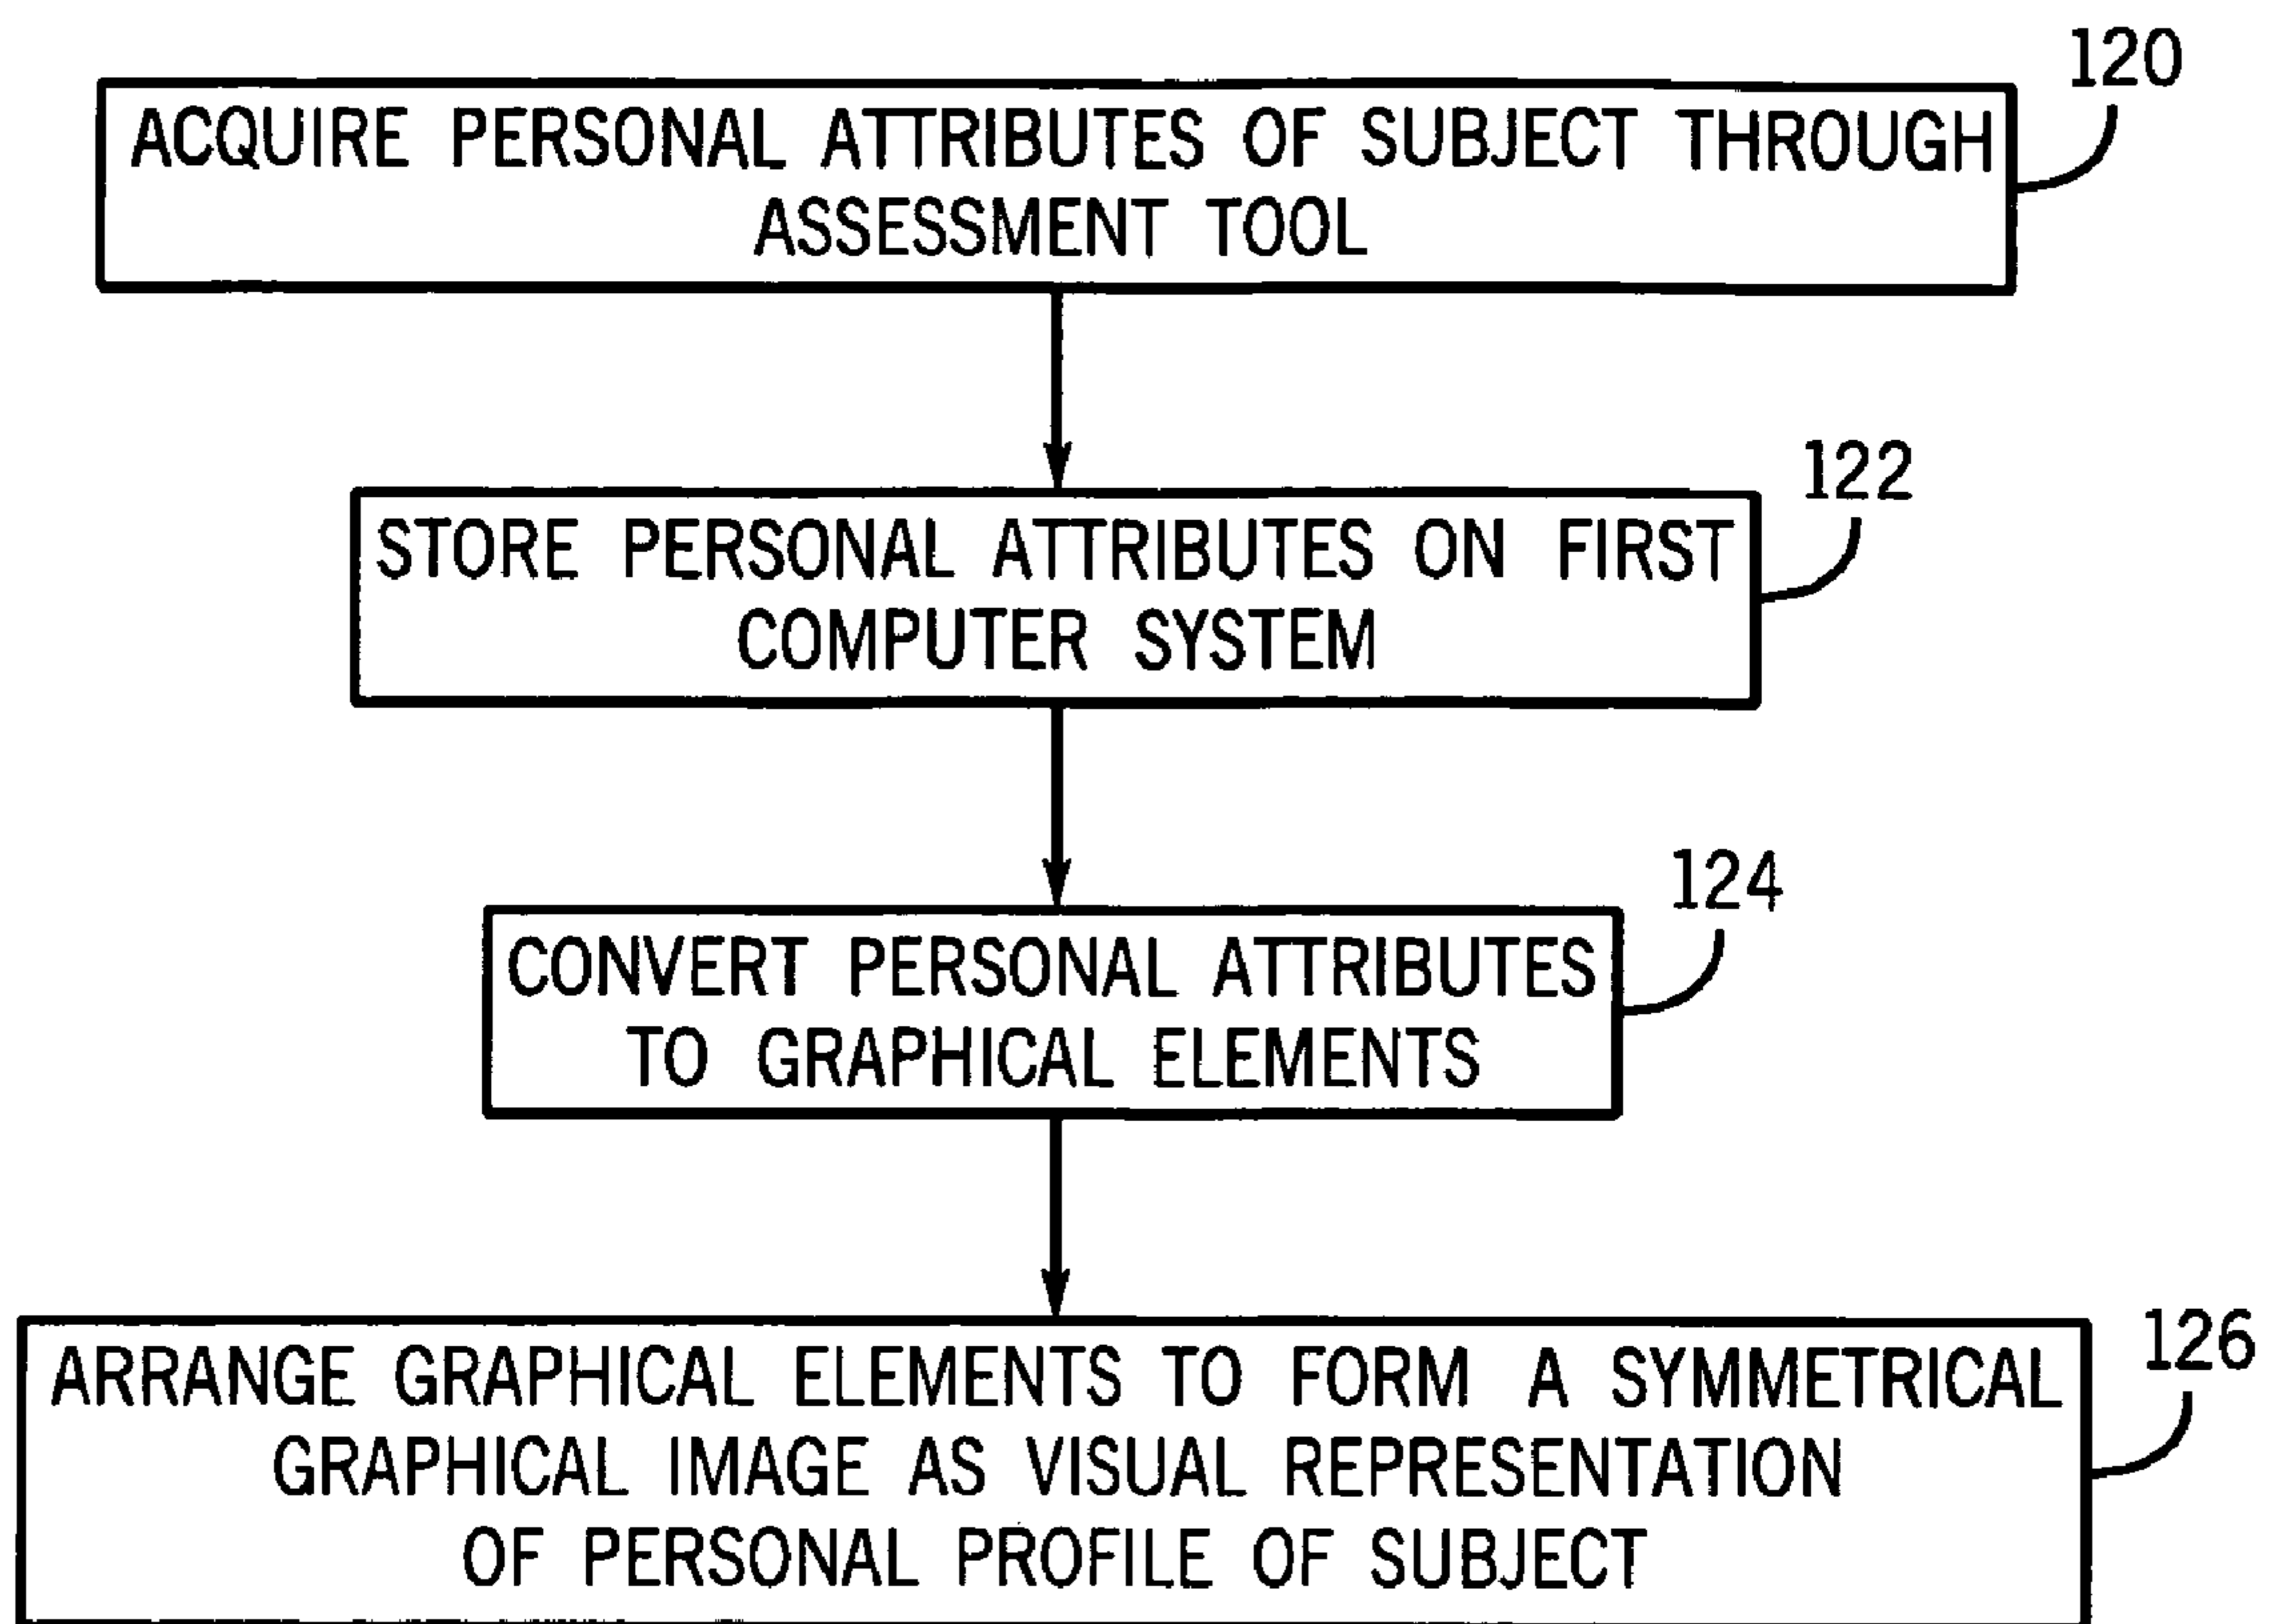 120
ACQUIRE PERSONAL ATTRIBUTES OF SUBJECT THROUGH
ASSESSMENT TOOL
122
STORE PERSONAL ATTRIBUTES ON FIRST
COMPUTER SYSTEM
124
CONVERT PERSONAL ATTRIBUTES
TO GRAPHICAL ELEMENTS
126
ARRANGE GRAPHICAL ELEMENTS TO FORM A SYMMETRICAL
GRAPHICAL IMAGE AS VISUAL REPRESENTATION
OF PERSONAL PROFILE OF SUBJECT